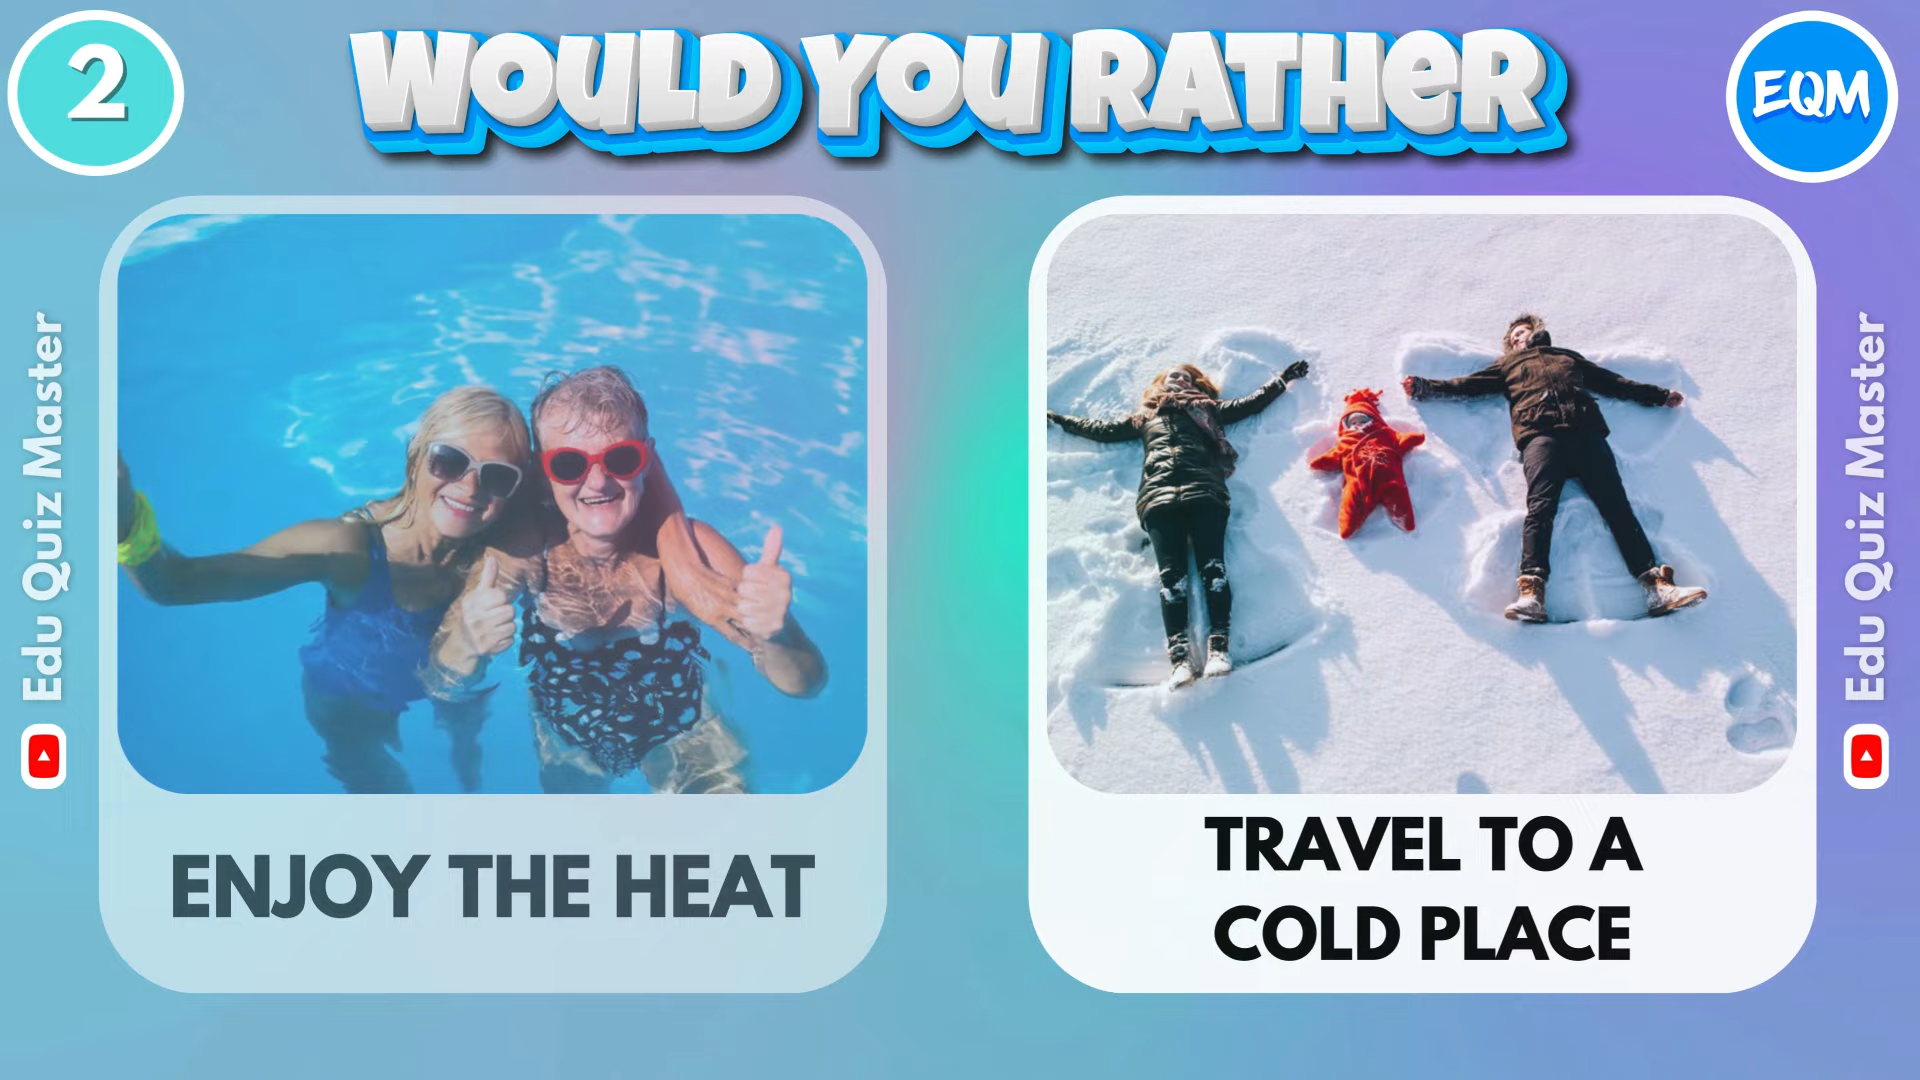 2
WOULD YOU RATHER
EQM
Edu Quiz Master
ENJOY THE HEAT
TRAVEL TO A
COLD PLACE
Edu Quiz Master